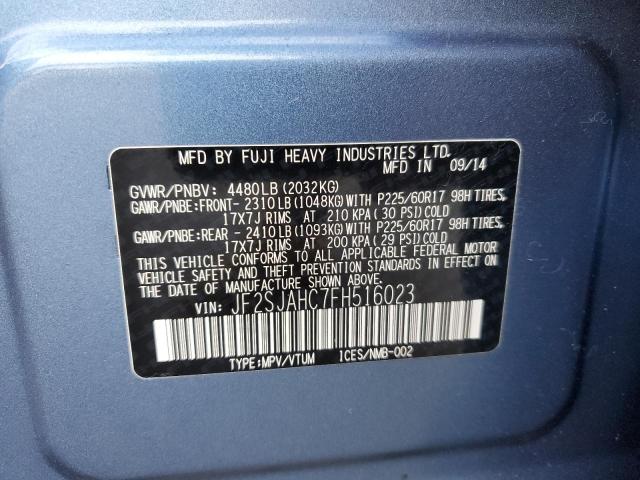 MFD BY FUJI HEAVY INDUSTRIES LTD.
MFD IN 09/14
GVWR/PNBV: 4480LB(2032KG)
GAWR/PNBE:FRONT- 2310LB(1048KG)WITH P225/60R17 98H TIRES,
17X7J RIMS AT 210 KPA(30 PSI)COLD
GAWR/PNBE:REAR - 2410LB(1093KG)WITH P225/60R17 98H TIRES,
17X7J RIMS AT 200 KPA(29 PSI)COLD
THIS VEHICLE CONFORMS TO ALL APPLICABLE FEDERAL MOTOR
VEHICLE SAFETY AND THEFT PREVENTION STANDARDS IN EFFECT ON THE
DATE OF MANUFACTURE SHOWN ABOVE.
VIN: JF2SJAHC7FH516023
TYPE:MPV/VTUM ICES/NMB-002